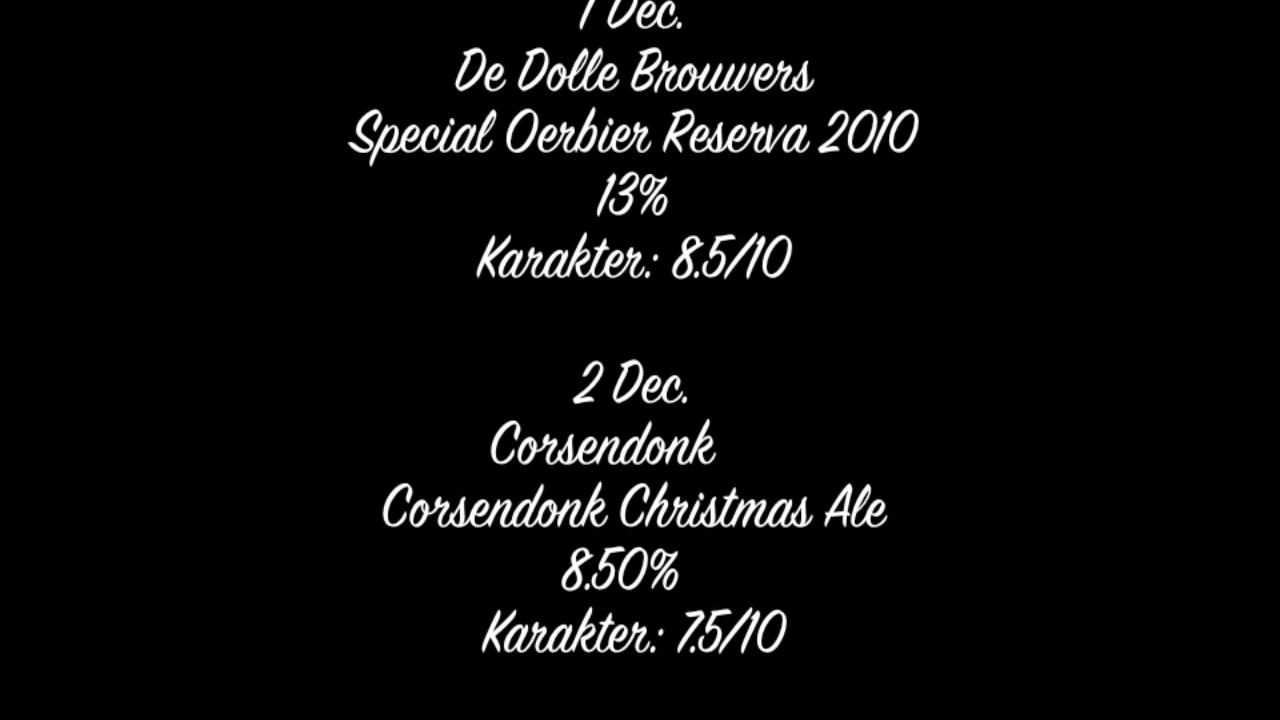 1 Dec.
De Dolle Brouwers
Special Oerbier Reserva 2010
13%
Karakter: 8.5/10
2 Dec.
Corsendonk
Corsendonk Christmas Ale
8.50%
Karakter: 7.5/10